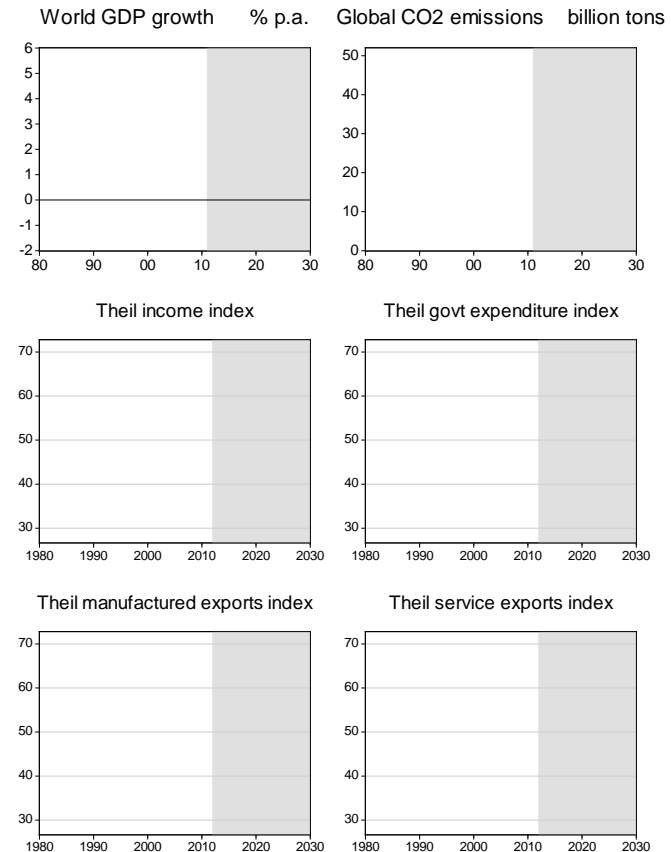 World GDP growth % p.a.
6
5
4
3
2
1
0
-1
-2
80 90 00 10 20 30
Global CO2 emissions billion tons
50
40
30
20
10
0
80 90 00 10 20 30
Theil income index
70
60
50
40
30
1980 1990 2000 2010 2020 2030
Theil govt expenditure index
70
60
50
40
30
1980 1990 2000 2010 2020 2030
Theil manufactured exports index
70
60
50
40
30
1980 1990 2000 2010 2020 2030
Theil service exports index
70
60
50
40
30
1980 1990 2000 2010 2020 2030